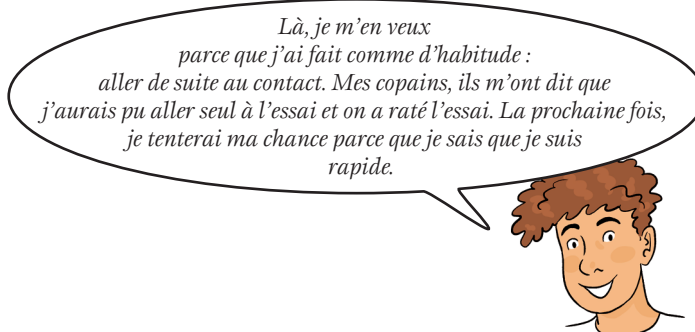 Là, je m’en veux
parce que j’ai fait comme d’habitude :
aller de suite au contact. Mes copains, ils m’ont dit que
j’aurais pu aller seul à l’essai et on a raté l’essai. La prochaine fois,
je tenterai ma chance parce que je sais que je suis
rapide.